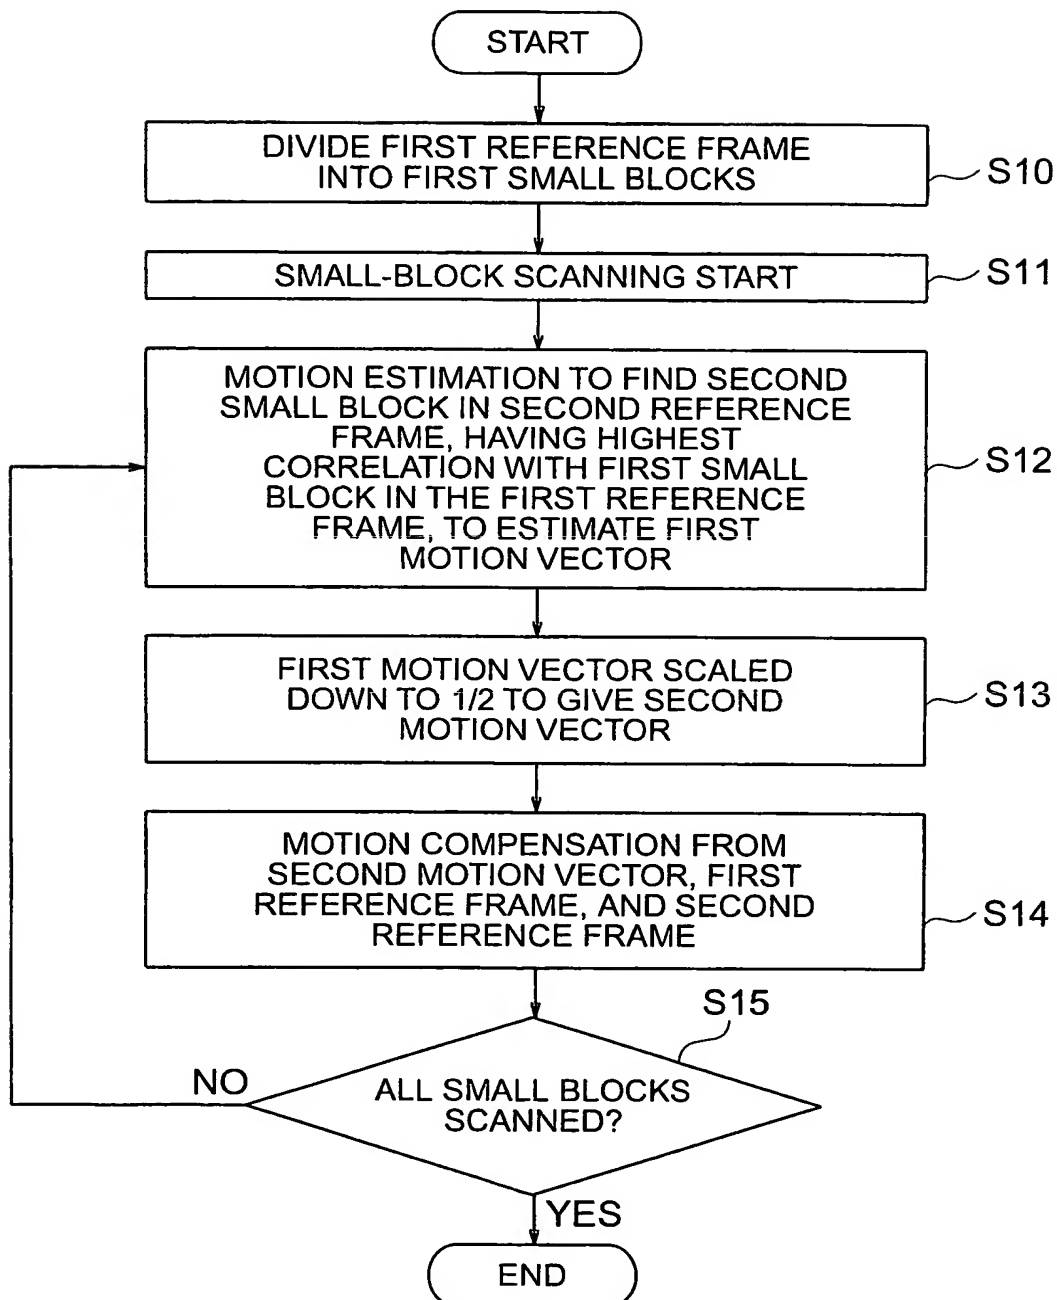 START
DIVIDE FIRST REFERENCE FRAME
INTO FIRST SMALL BLOCKS
S10
SMALL-BLOCK SCANNING START
S11
MOTION ESTIMATION TO FIND SECOND
SMALL BLOCK IN SECOND REFERENCE
FRAME, HAVING HIGHEST
CORRELATION WITH FIRST SMALL
BLOCK IN THE FIRST REFERENCE
FRAME, TO ESTIMATE FIRST
MOTION VECTOR
S12
FIRST MOTION VECTOR SCALED
DOWN TO 1/2 TO GIVE SECOND
MOTION VECTOR
S13
MOTION COMPENSATION FROM
SECOND MOTION VECTOR, FIRST
REFERENCE FRAME, AND SECOND
REFERENCE FRAME
S14
S15
NO
ALL SMALL BLOCKS
SCANNED?
YES
END